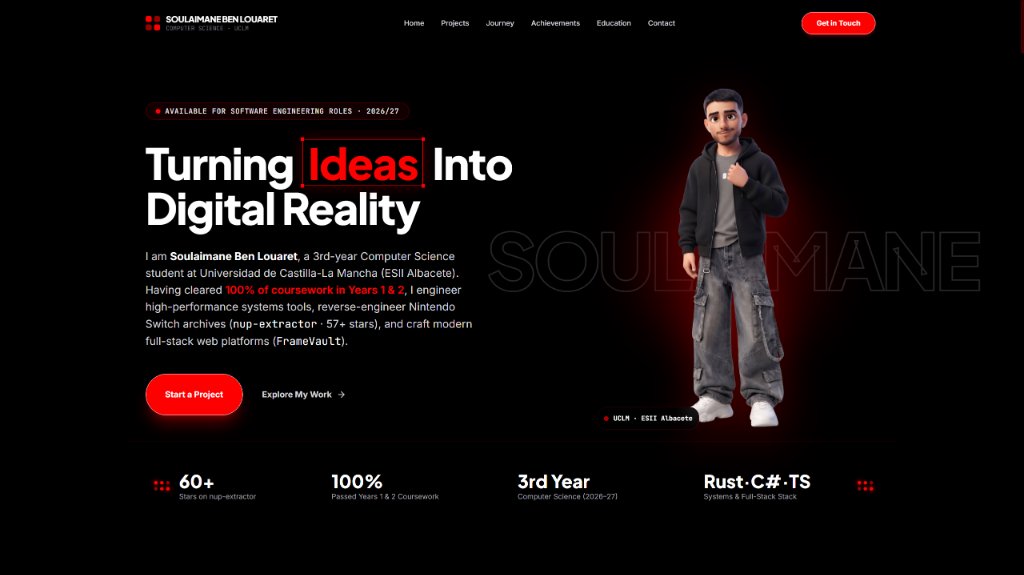 SOULAIMANE BEN LOUARET
COMPUTER SCIENCE · UCLM
Home
Projects
Journey
Achievements
Education
Contact
Get in Touch
AVAILABLE FOR SOFTWARE ENGINEERING ROLES · 2026/27
Turning Ideas Into
Digital Reality
I am Soulaimane Ben Louaret, a 3rd-year Computer Science
student at Universidad de Castilla-La Mancha (ESII Albacete).
Having cleared 100% of coursework in Years 1 & 2, I engineer
high-performance systems tools, reverse-engineer Nintendo
Switch archives (nup-extractor · 57+ stars), and craft modern
full-stack web platforms (FrameVault).
Start a Project
Explore My Work →
SOULAIMANE
UCLM · ESII Albacete
60+
Stars on nup-extractor
100%
Passed Years 1 & 2 Coursework
3rd Year
Computer Science (2026–27)
Rust·C#·TS
Systems & Full-Stack Stack